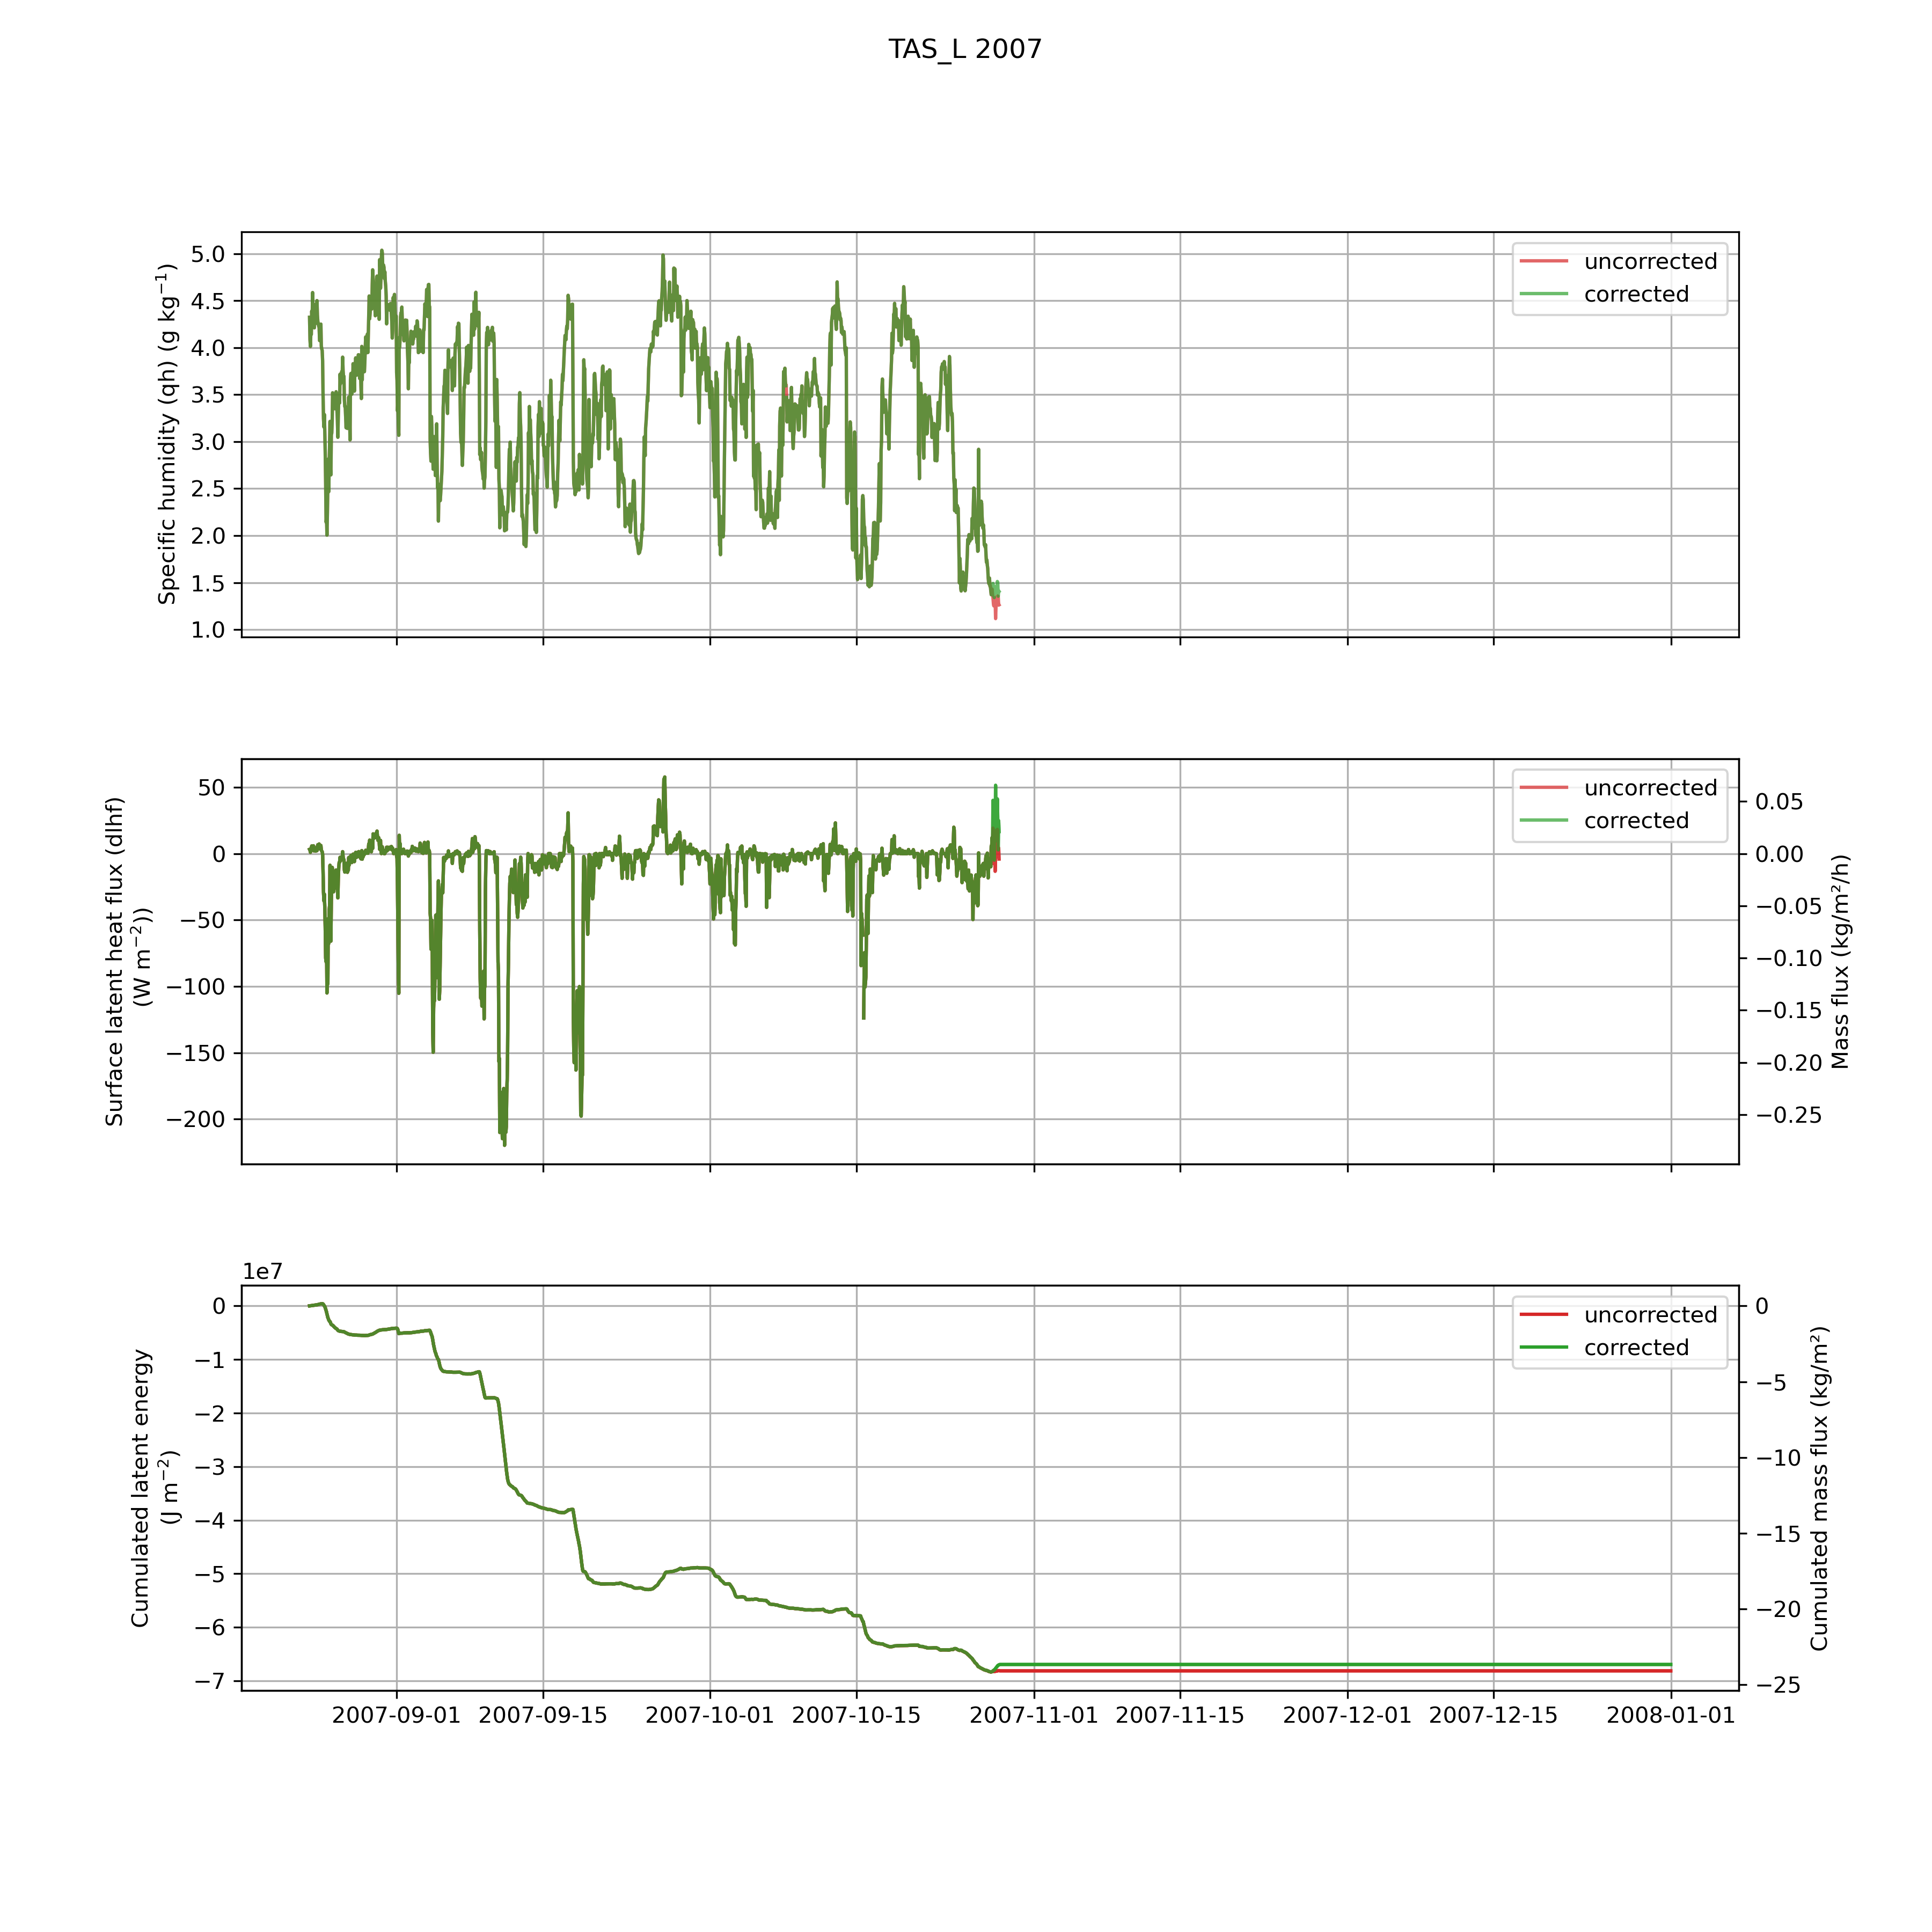 TAS_L 2007
Specific humidity (qh) (g kg⁻¹)
5.0
4.5
4.0
3.5
3.0
2.5
2.0
1.5
1.0
uncorrected
corrected
Surface latent heat flux (dlhf)
(W m⁻²))
50
0
−50
−100
−150
−200
uncorrected
corrected
0.05
0.00
−0.05
−0.10
−0.15
−0.20
−0.25
Mass flux (kg/m²/h)
1e7
Cumulated latent energy
(J m⁻²)
0
−1
−2
−3
−4
−5
−6
−7
uncorrected
corrected
0
−5
−10
−15
−20
−25
Cumulated mass flux (kg/m²)
2007-09-01 2007-09-15 2007-10-01 2007-10-15 2007-11-01 2007-11-15 2007-12-01 2007-12-15 2008-01-01